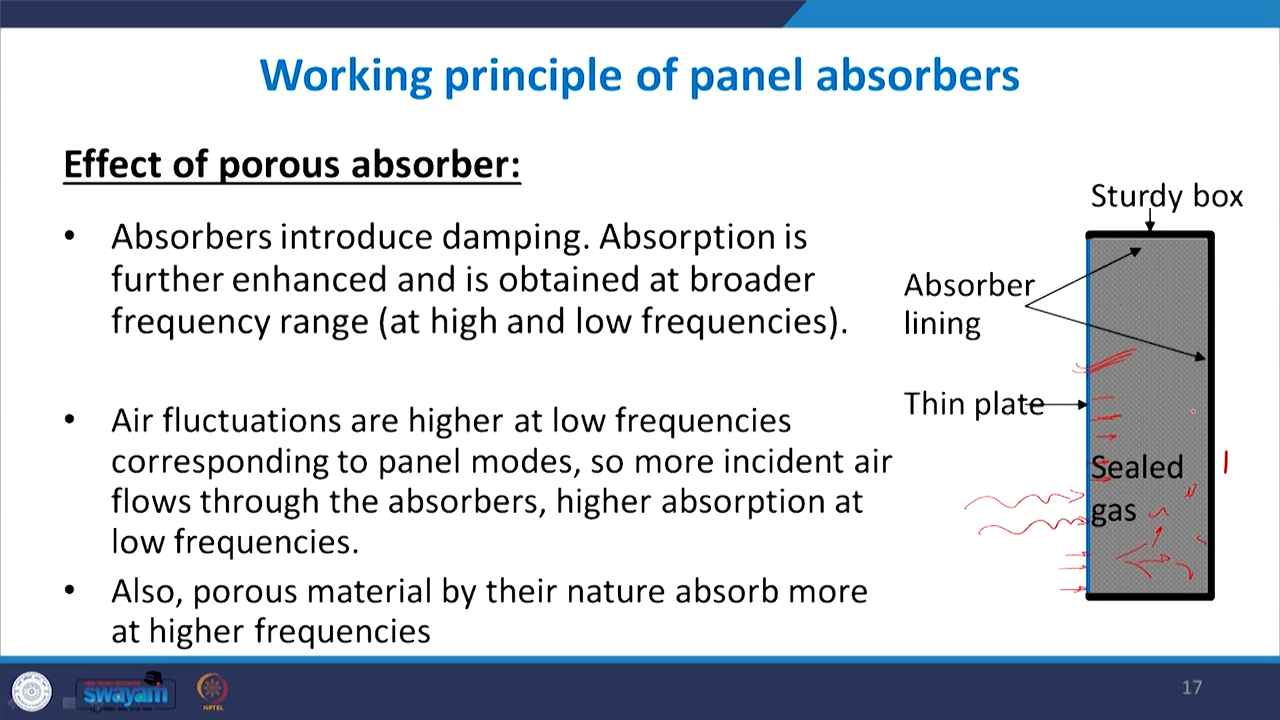 Working principle of panel absorbers
Effect of porous absorber:
• Absorbers introduce damping. Absorption is
further enhanced and is obtained at broader
frequency range (at high and low frequencies).
• Air fluctuations are higher at low frequencies
corresponding to panel modes, so more incident air
flows through the absorbers, higher absorption at
low frequencies.
• Also, porous material by their nature absorb more
at higher frequencies
Sturdy box
Absorber
lining
Thin plate
Sealed
gas
swayam
NPTEL
17